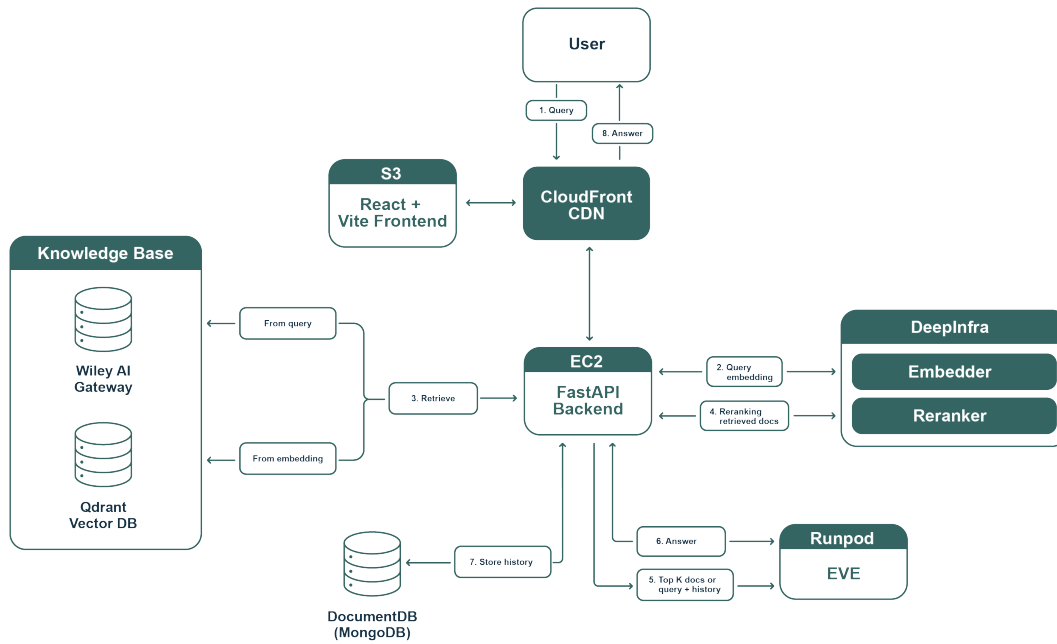 User
1. Query
8. Answer
S3
React +
Vite Frontend
CloudFront
CDN
Knowledge Base
Wiley AI
Gateway
Qdrant
Vector DB
From query
From embedding
3. Retrieve
EC2
FastAPI
Backend
2. Query
embedding
4. Reranking
retrieved docs
DeepInfra
Embedder
Reranker
6. Answer
5. Top K docs or
query + history
Runpod
EVE
7. Store history
DocumentDB
(MongoDB)